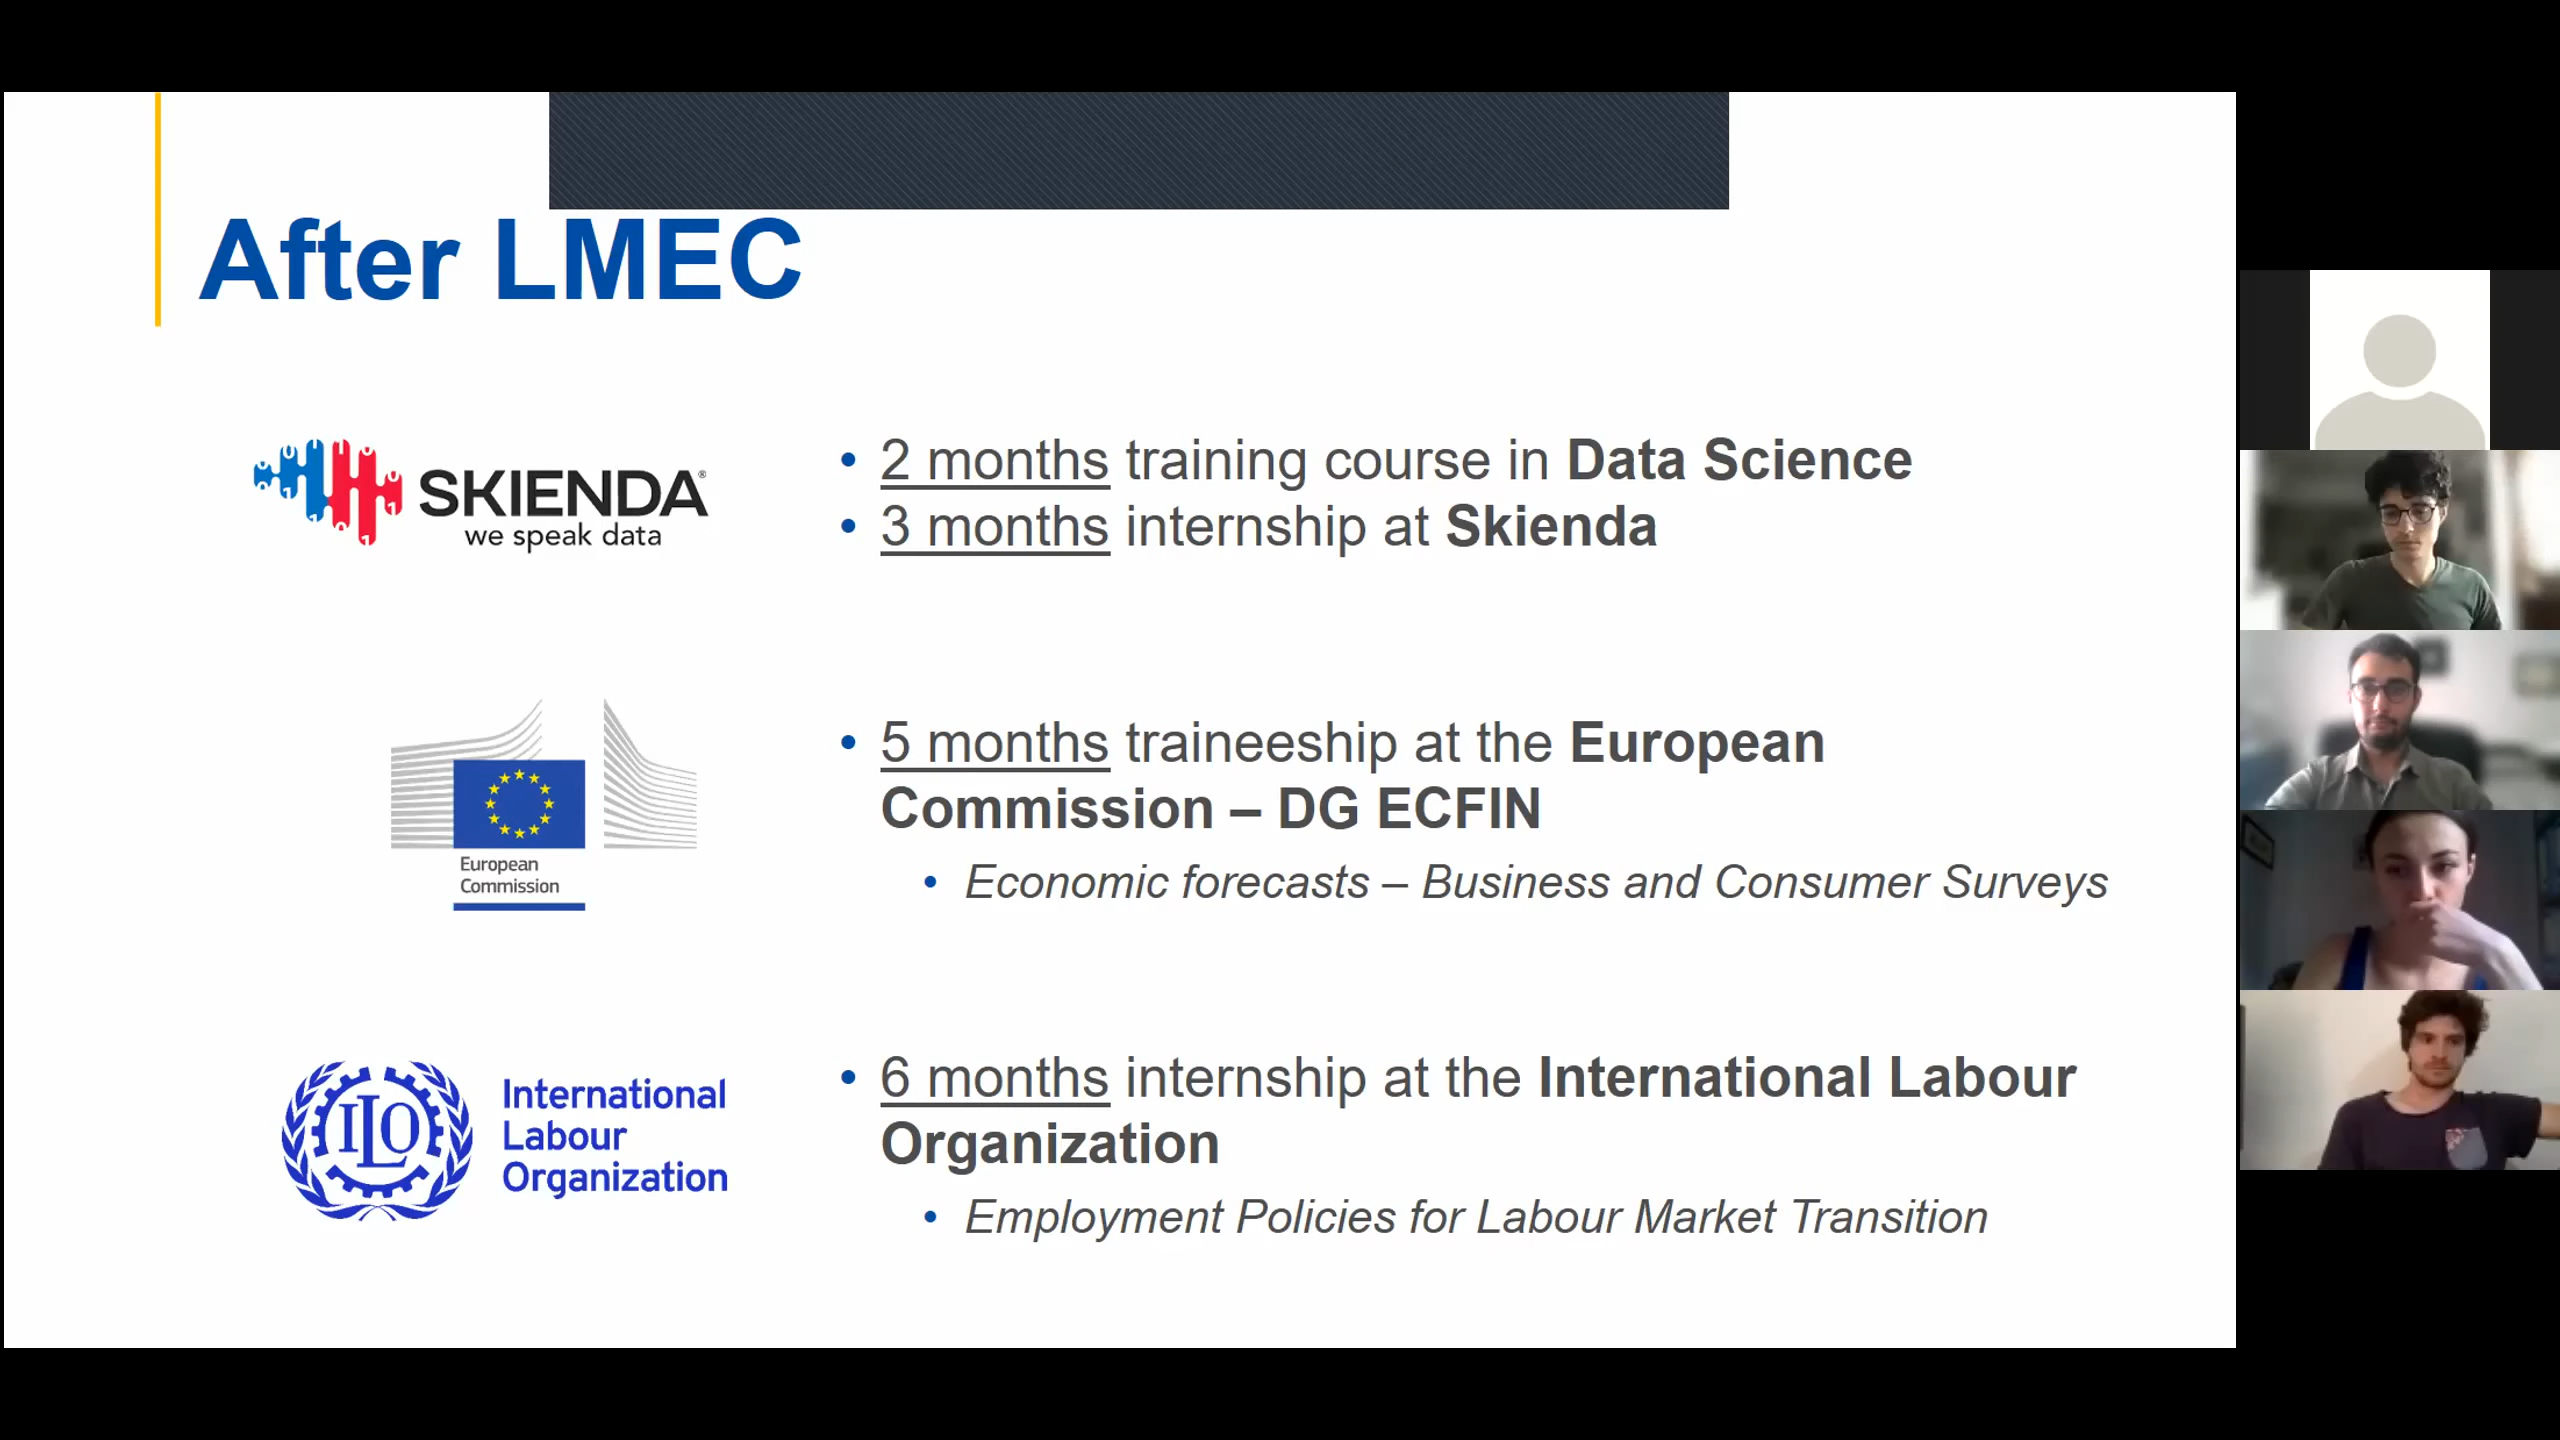 After LMEC
SKIENDA®
we speak data
• 2 months training course in Data Science
• 3 months internship at Skienda
European
Commission
• 5 months traineeship at the European
Commission – DG ECFIN
• Economic forecasts – Business and Consumer Surveys
ILO
International
Labour
Organization
• 6 months internship at the International Labour
Organization
• Employment Policies for Labour Market Transition